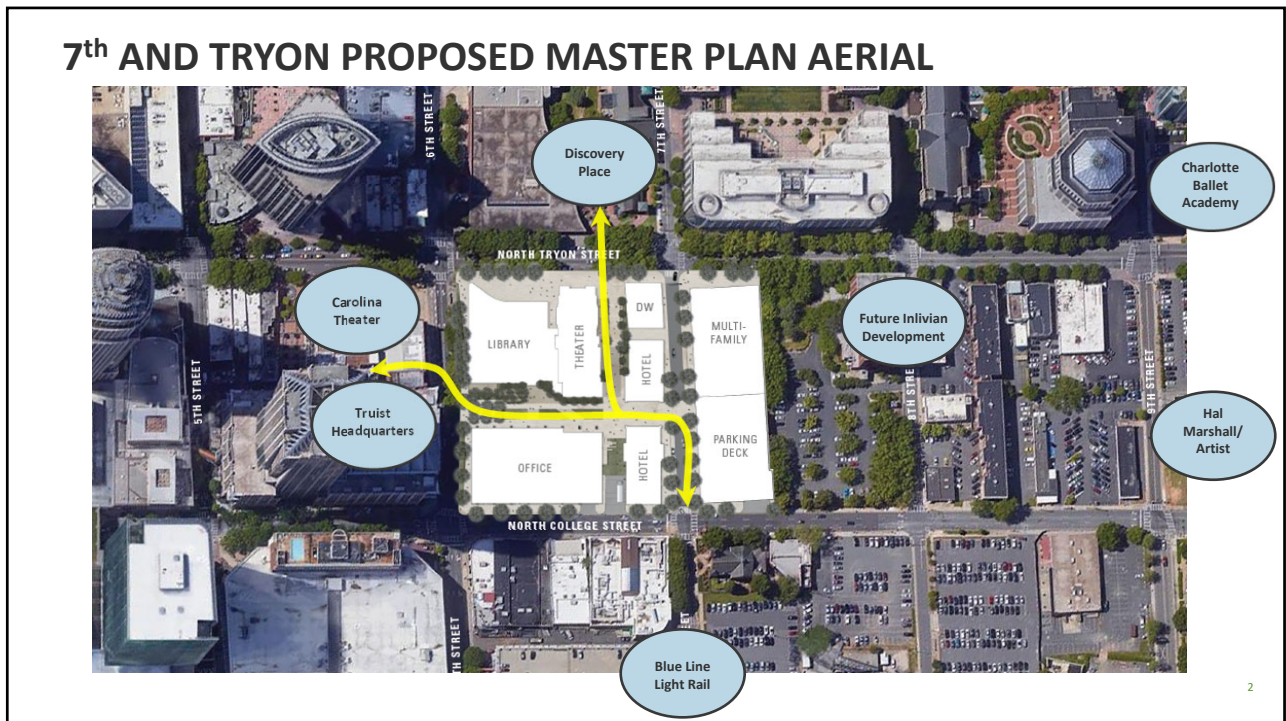 7th AND TRYON PROPOSED MASTER PLAN AERIAL
6TH STREET
Discovery
Place
7TH STREET
Charlotte
Ballet
Academy
NORTH TRYON STREET
Carolina
Theater
LIBRARY
THEATER
DW
HOTEL
MULTI-
FAMILY
Future Inlivian
Development
5TH STREET
Truist
Headquarters
8TH STREET
9TH STREET
Hal
Marshall/
Artist
OFFICE
HOTEL
PARKING
DECK
NORTH COLLEGE STREET
TH STREET
Blue Line
Light Rail
2